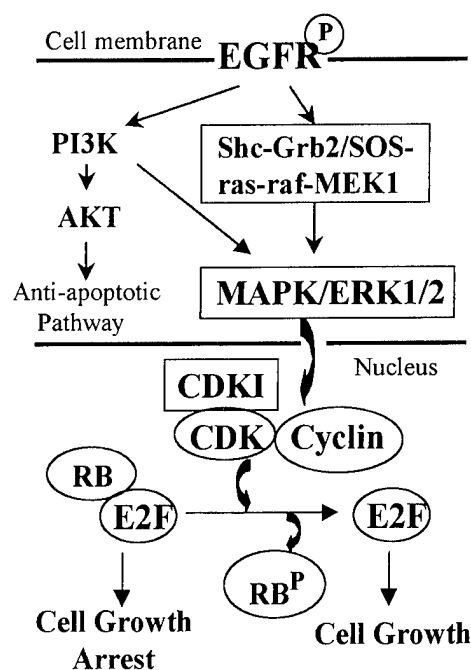 Cell membrane
EGFR
P
PI3K
Shc-Grb2/SOS-
ras-raf-MEK1
AKT
Anti-apoptotic
Pathway
MAPK/ERK1/2
Nucleus
CDKI
CDK
Cyclin
RB
E2F
E2F
RBP
Cell Growth
Arrest
Cell Growth